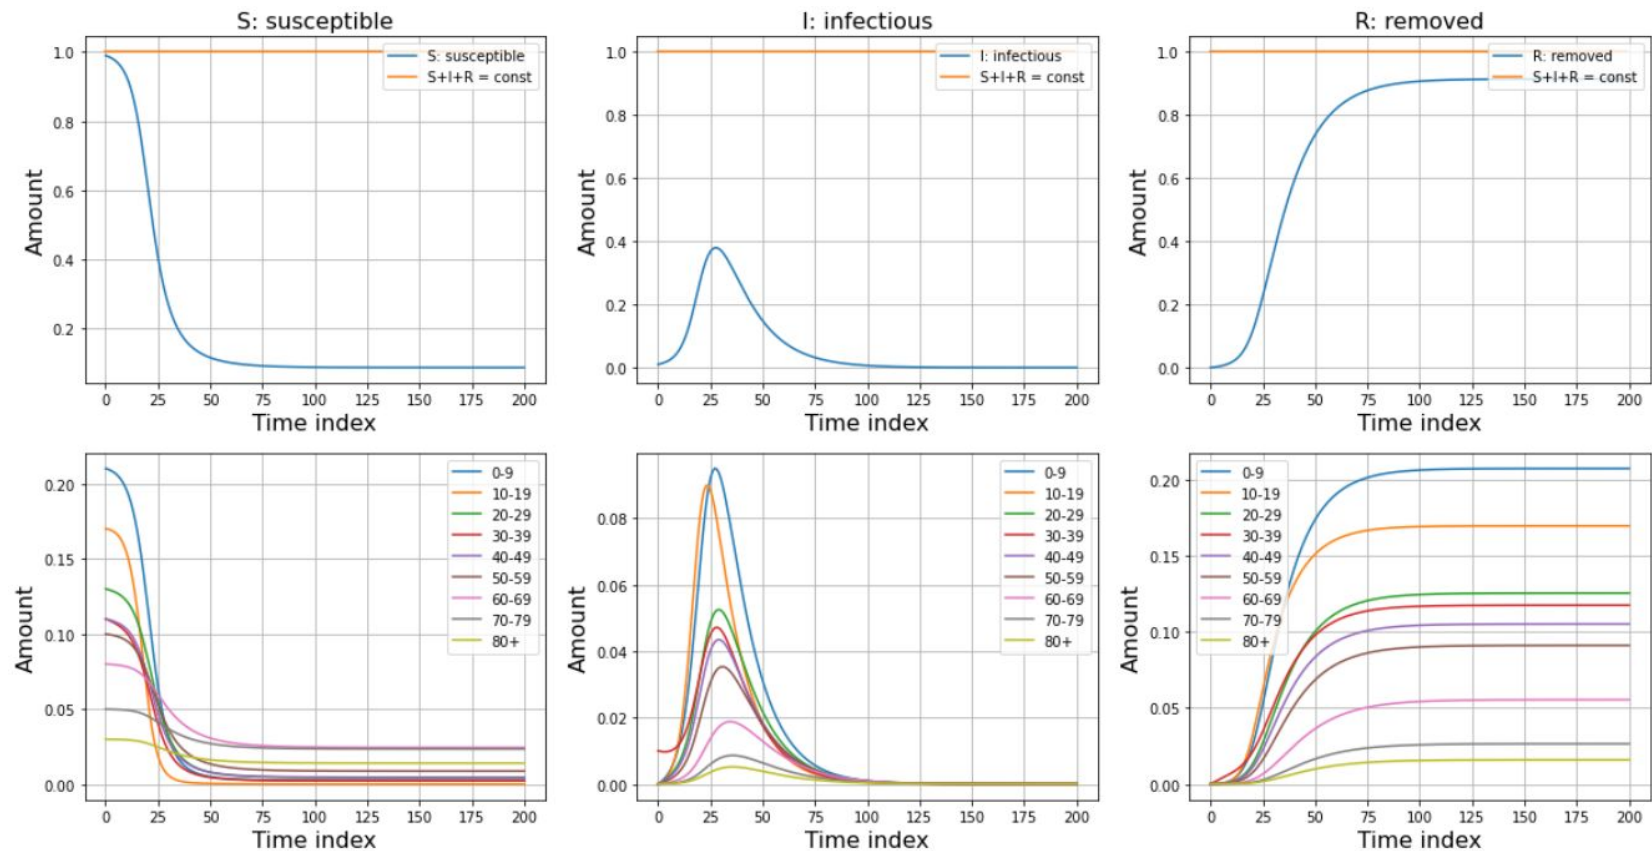 S: susceptible
I: infectious
R: removed
1.0
0.8
0.6
0.4
0.2
Amount
S: susceptible
S+I+R = const
0 25 50 75 100 125 150 175 200
Time index
1.0
0.8
0.6
0.4
0.2
0.0
Amount
I: infectious
S+I+R = const
0 25 50 75 100 125 150 175 200
Time index
1.0
0.8
0.6
0.4
0.2
0.0
Amount
R: removed
S+I+R = const
0 25 50 75 100 125 150 175 200
Time index
0.20
0.15
0.10
0.05
0.00
Amount
0-9
10-19
20-29
30-39
40-49
50-59
60-69
70-79
80+
0 25 50 75 100 125 150 175 200
Time index
0.08
0.06
0.04
0.02
0.00
Amount
0-9
10-19
20-29
30-39
40-49
50-59
60-69
70-79
80+
0 25 50 75 100 125 150 175 200
Time index
0.20
0.15
0.10
0.05
0.00
Amount
0-9
10-19
20-29
30-39
40-49
50-59
60-69
70-79
80+
0 25 50 75 100 125 150 175 200
Time index